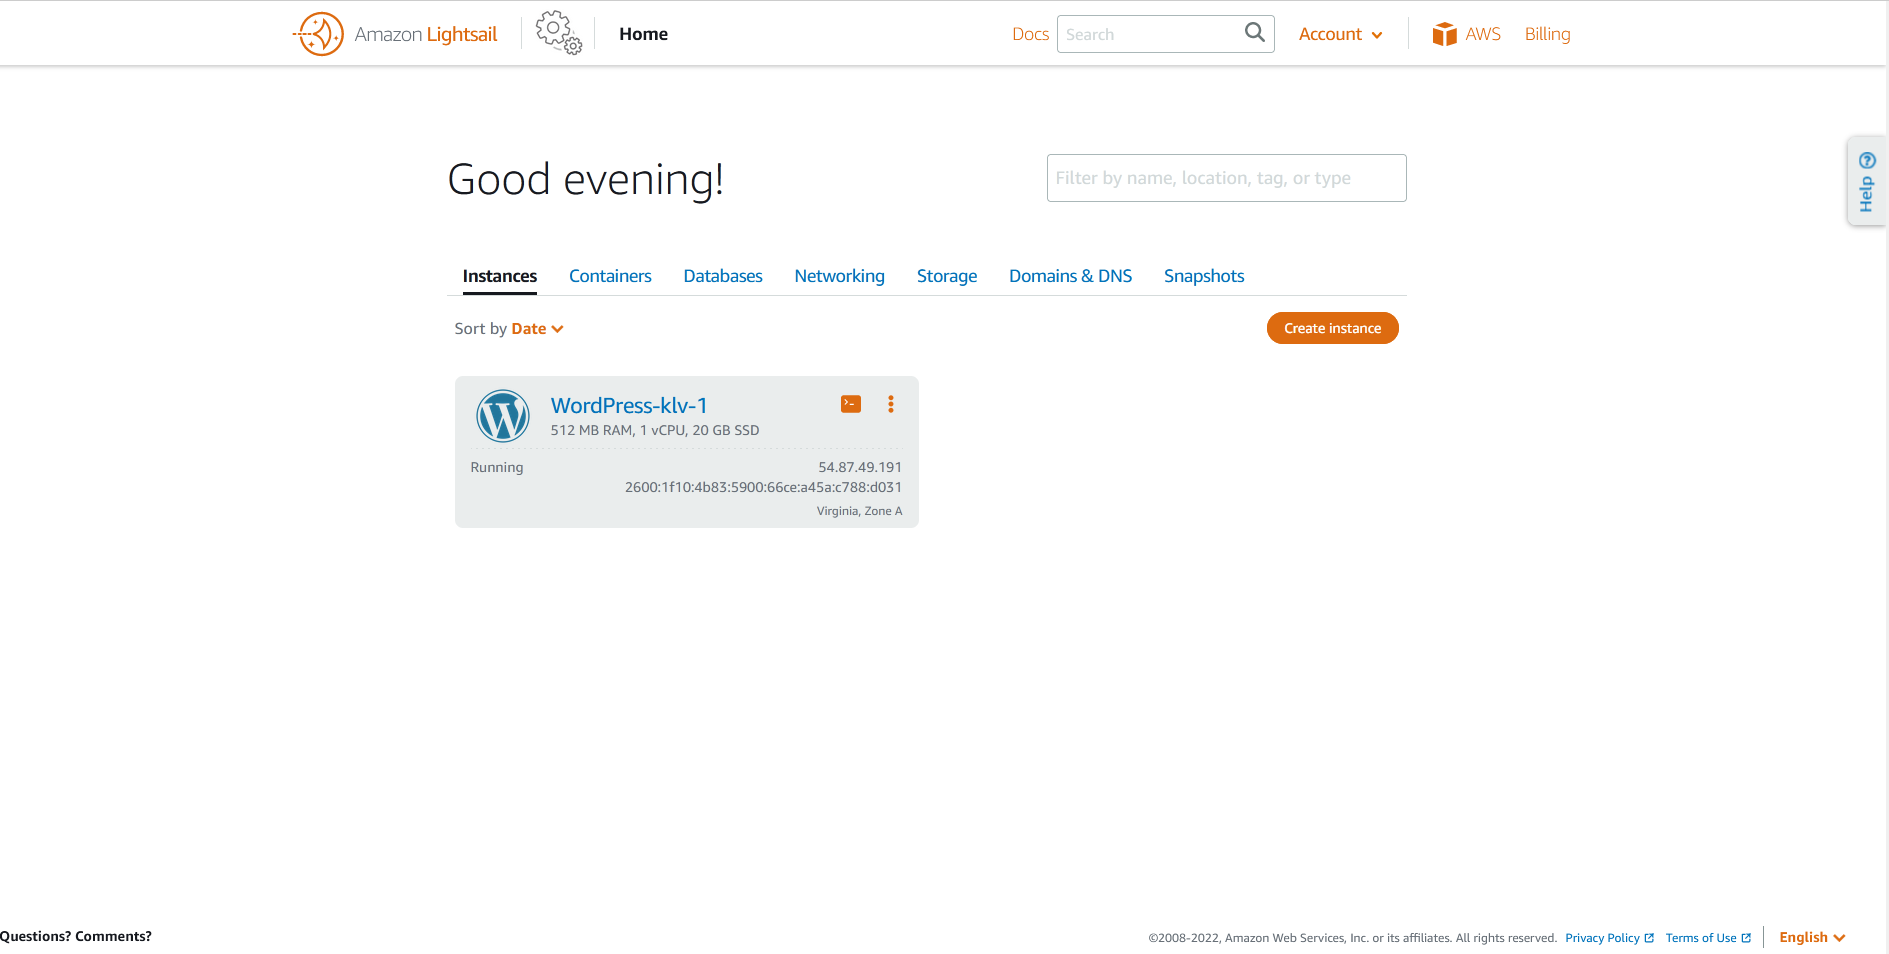 Amazon Lightsail
Home
Docs
Search
Account
AWS
Billing
Good evening!
Filter by name, location, tag, or type
Help
Instances Containers Databases Networking Storage Domains & DNS Snapshots
Sort by Date
Create instance
WordPress-klv-1
512 MB RAM, 1 vCPU, 20 GB SSD
Running
54.87.49.191
2600:1f10:4b83:5900:66ce:a45a:c788:d031
Virginia, Zone A
Questions? Comments?
©2008-2022, Amazon Web Services, Inc. or its affiliates. All rights reserved. Privacy Policy Terms of Use
English